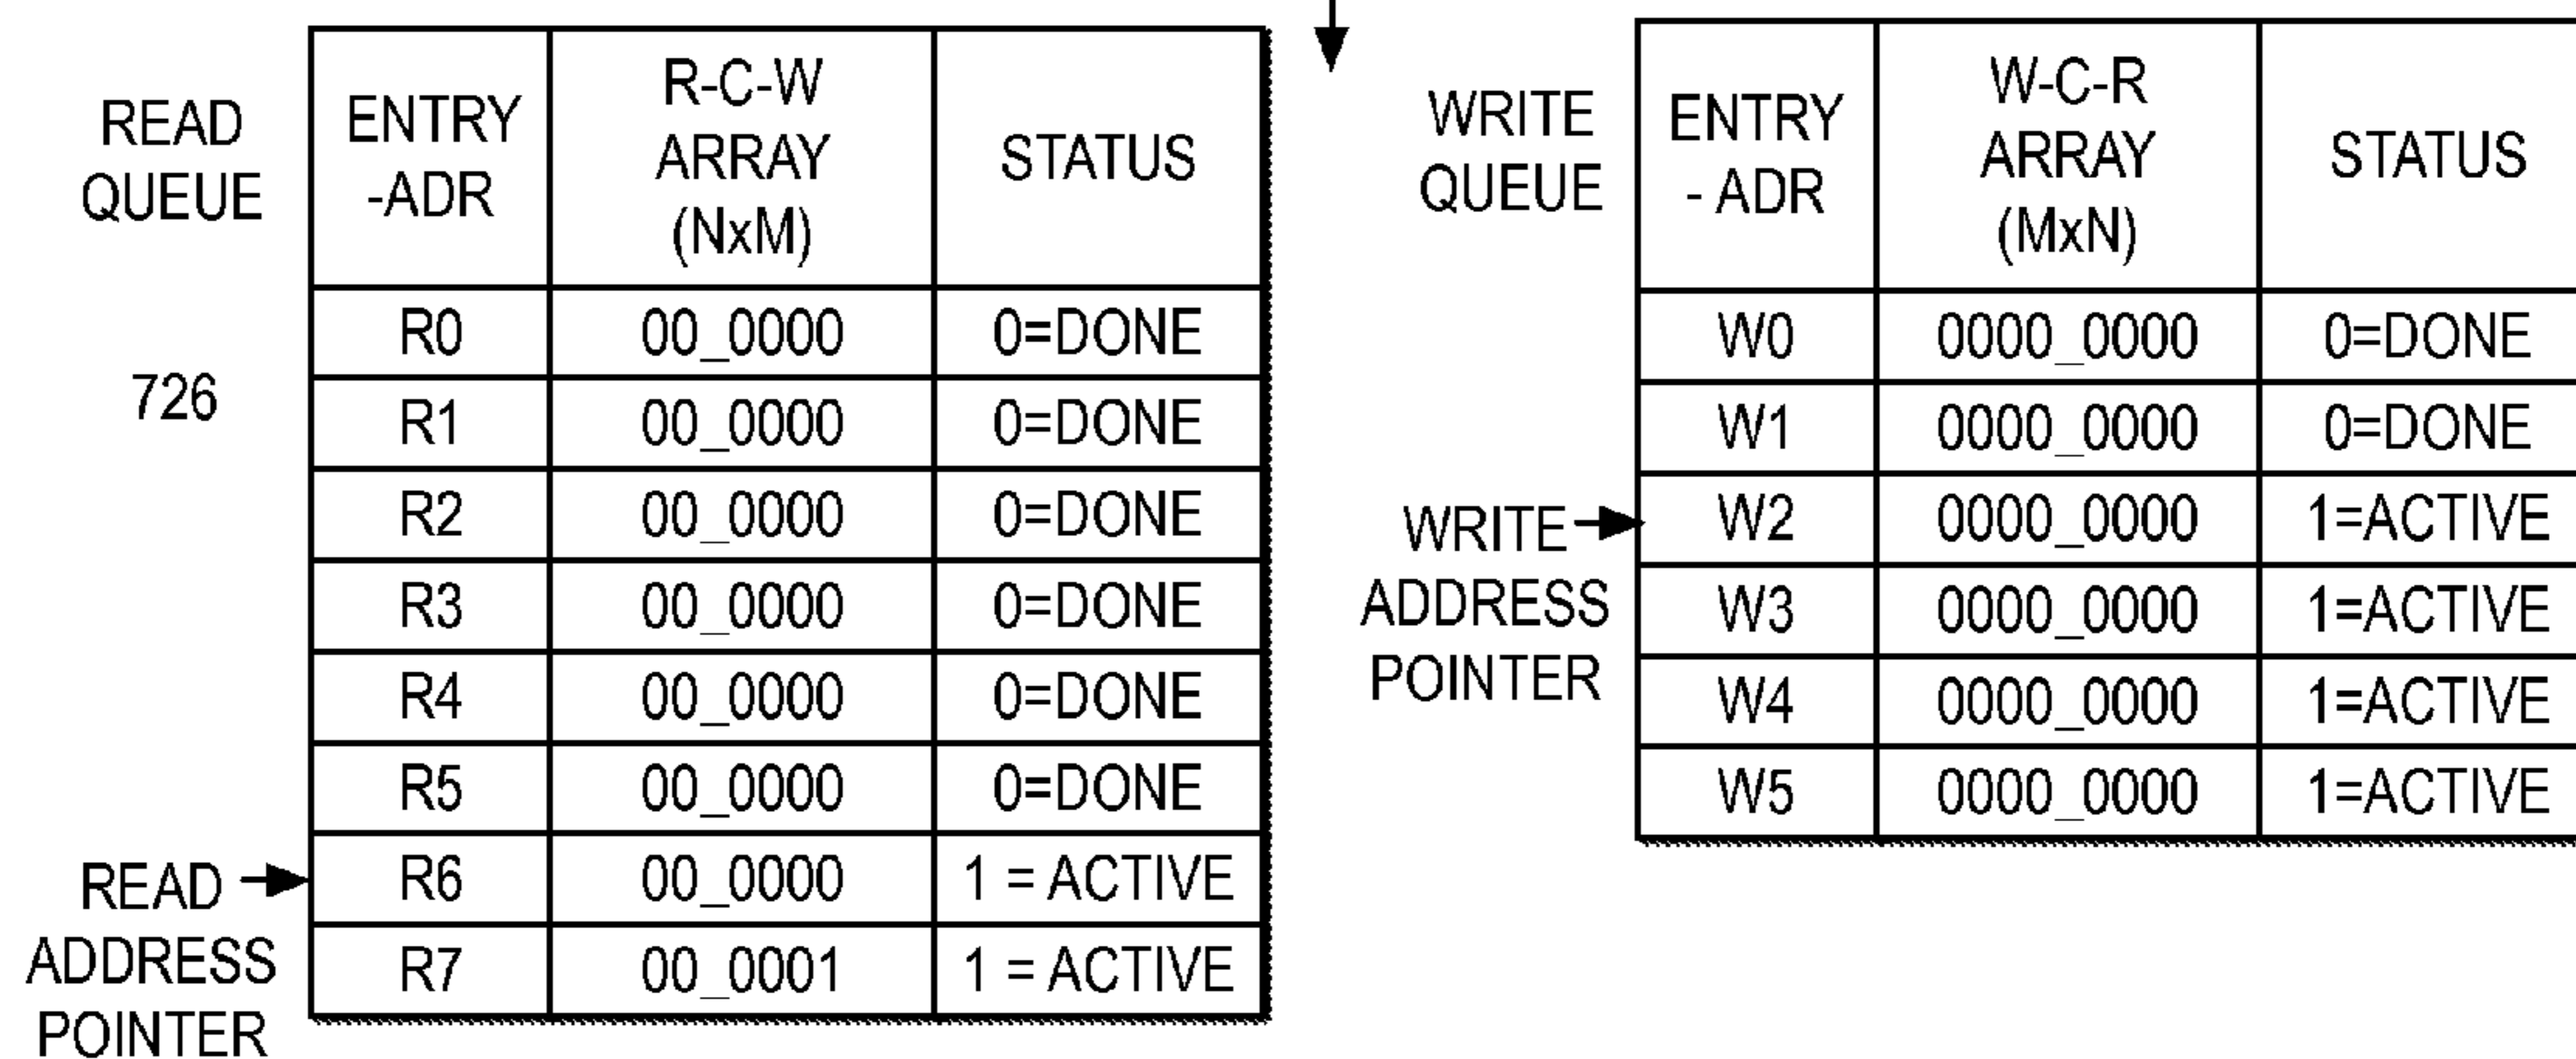 READ
QUEUE
726
READ
ADDRESS
POINTER
ENTRY
-ADR
R-C-W
ARRAY
(NxM)
STATUS
R0 00_0000 0=DONE
R1 00_0000 0=DONE
R2 00_0000 0=DONE
R3 00_0000 0=DONE
R4 00_0000 0=DONE
R5 00_0000 0=DONE
R6 00_0000 1 = ACTIVE
R7 00_0001 1 = ACTIVE
WRITE
QUEUE
WRITE
ADDRESS
POINTER
ENTRY
- ADR
W-C-R
ARRAY
(MxN)
STATUS
W0 0000_0000 0=DONE
W1 0000_0000 0=DONE
W2 0000_0000 1=ACTIVE
W3 0000_0000 1=ACTIVE
W4 0000_0000 1=ACTIVE
W5 0000_0000 1=ACTIVE